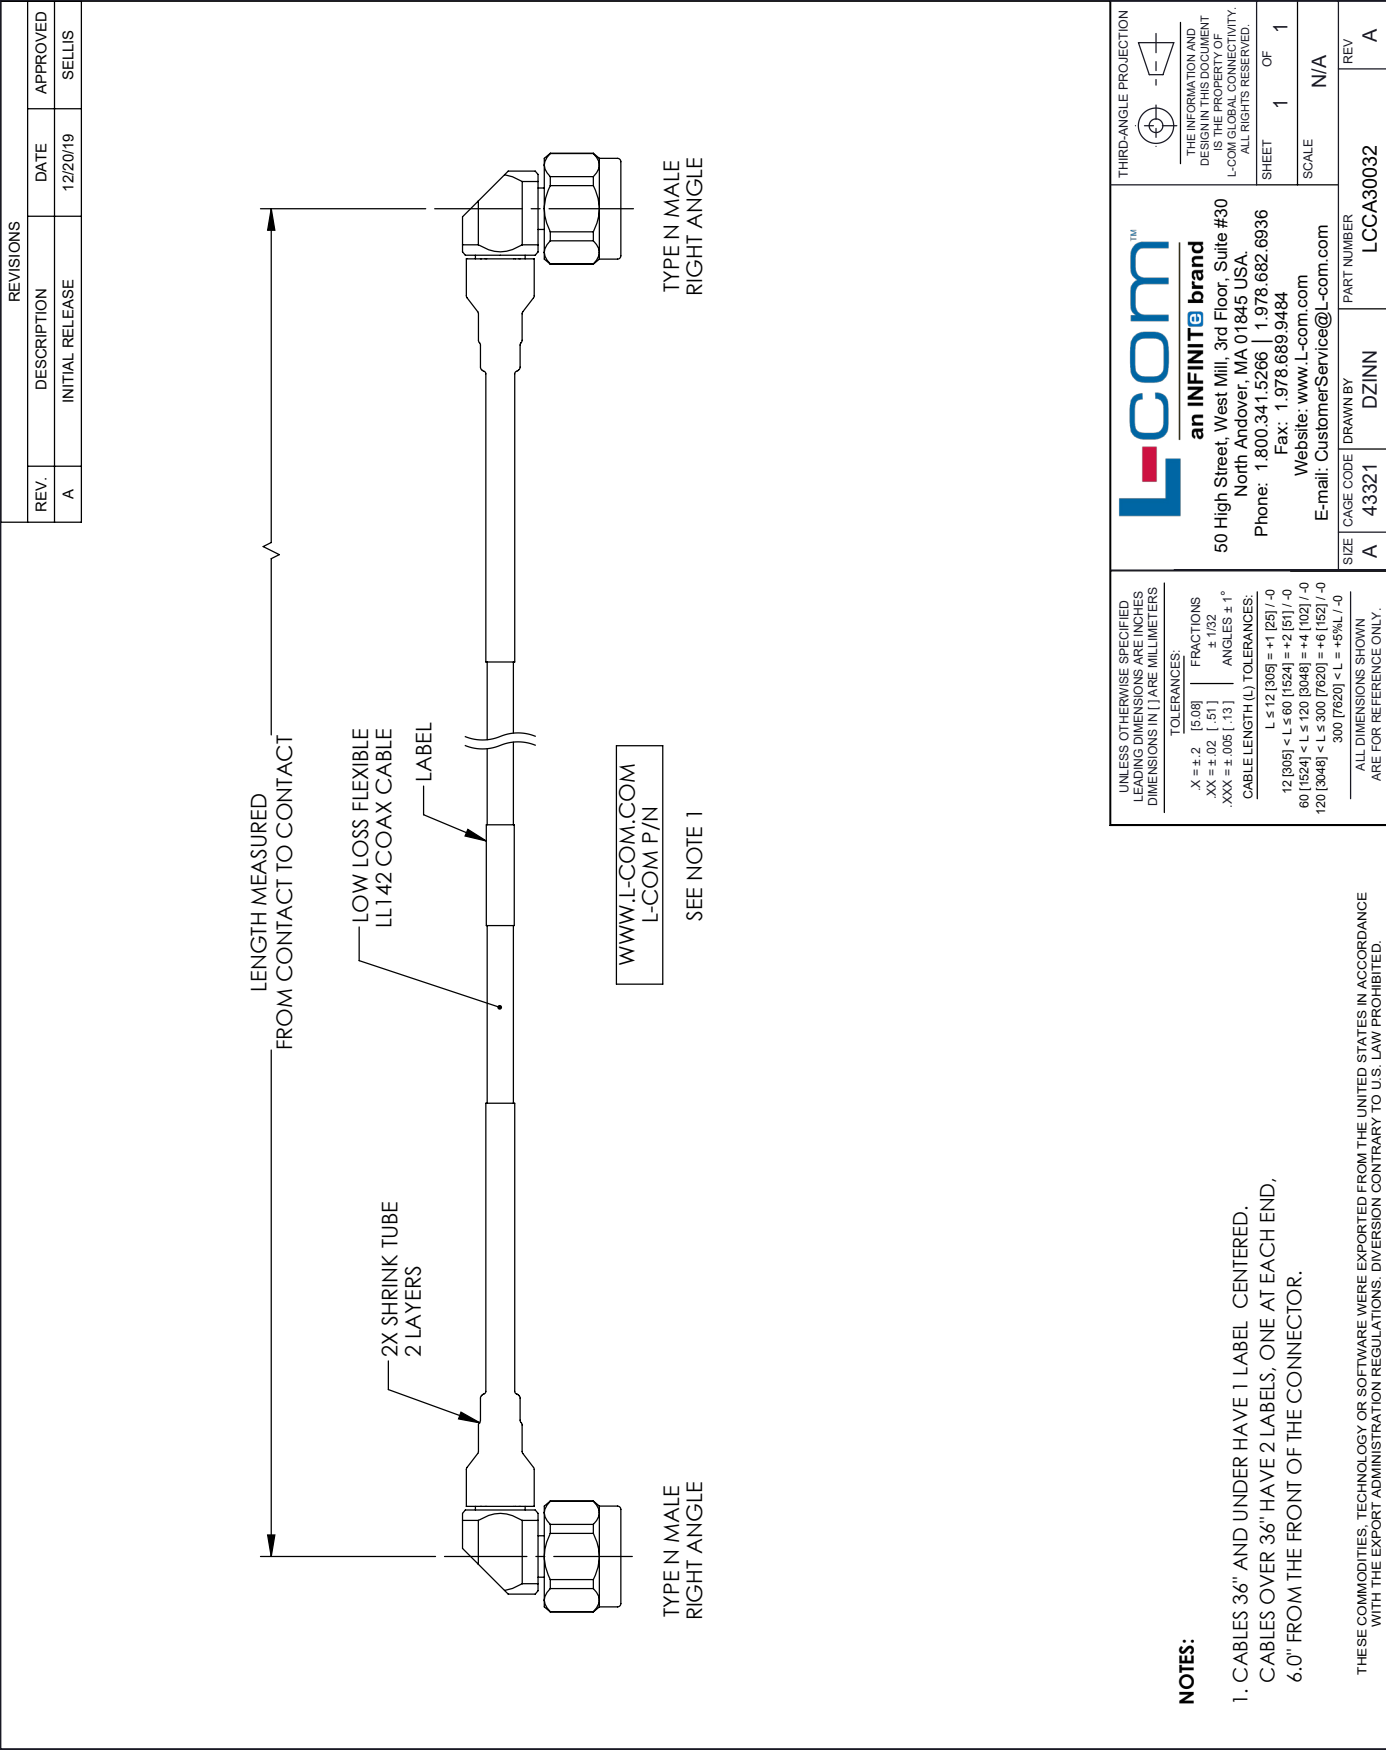 REVISIONS
REV. DESCRIPTION DATE APPROVED
A INITIAL RELEASE 12/20/19 SELLIS
LENGTH MEASURED
FROM CONTACT TO CONTACT
2X SHRINK TUBE
2 LAYERS
LOW LOSS FLEXIBLE
LL142 COAX CABLE
LABEL
TYPE N MALE
RIGHT ANGLE
WWW.L-COM.COM
L-COM P/N
SEE NOTE 1
TYPE N MALE
RIGHT ANGLE
NOTES:
1. CABLES 36" AND UNDER HAVE 1 LABEL CENTERED.
CABLES OVER 36" HAVE 2 LABELS, ONE AT EACH END,
6.0" FROM THE FRONT OF THE CONNECTOR.
THESE COMMODITIES, TECHNOLOGY OR SOFTWARE WERE EXPORTED FROM THE UNITED STATES IN ACCORDANCE
WITH THE EXPORT ADMINISTRATION REGULATIONS. DIVERSION CONTRARY TO U.S. LAW PROHIBITED.
UNLESS OTHERWISE SPECIFIED
LEADING DIMENSIONS ARE INCHES
DIMENSIONS IN [ ] ARE MILLIMETERS
TOLERANCES:
.X = ±.2 [5.08] FRACTIONS
.XX = ±.02 [.51] ± 1/32
.XXX = ±.005 [.13] ANGLES ± 1°
CABLE LENGTH (L) TOLERANCES:
L ≤ 12 [305] = +1 [25] / -0
12 [305] < L ≤ 60 [1524] = +2 [51] / -0
60 [1524] < L ≤ 120 [3048] = +4 [102] / -0
120 [3048] < L ≤ 300 [7620] = +6 [152] / -0
300 [7620] < L = +5%L / -0
ALL DIMENSIONS SHOWN
ARE FOR REFERENCE ONLY.
L-com™
an INFINITe brand
50 High Street, West Mill, 3rd Floor, Suite #30
North Andover, MA 01845 USA.
Phone: 1.800.341.5266 | 1.978.682.6936
Fax: 1.978.689.9484
Website: www.L-com.com
E-mail: CustomerService@L-com.com
THIRD-ANGLE PROJECTION
THE INFORMATION AND
DESIGN IN THIS DOCUMENT
IS THE PROPERTY OF
L-COM GLOBAL CONNECTIVITY.
ALL RIGHTS RESERVED.
SHEET 1 OF 1
SCALE N/A
SIZE CAGE CODE DRAWN BY PART NUMBER REV
A 43321 DZINN LCCA30032 A